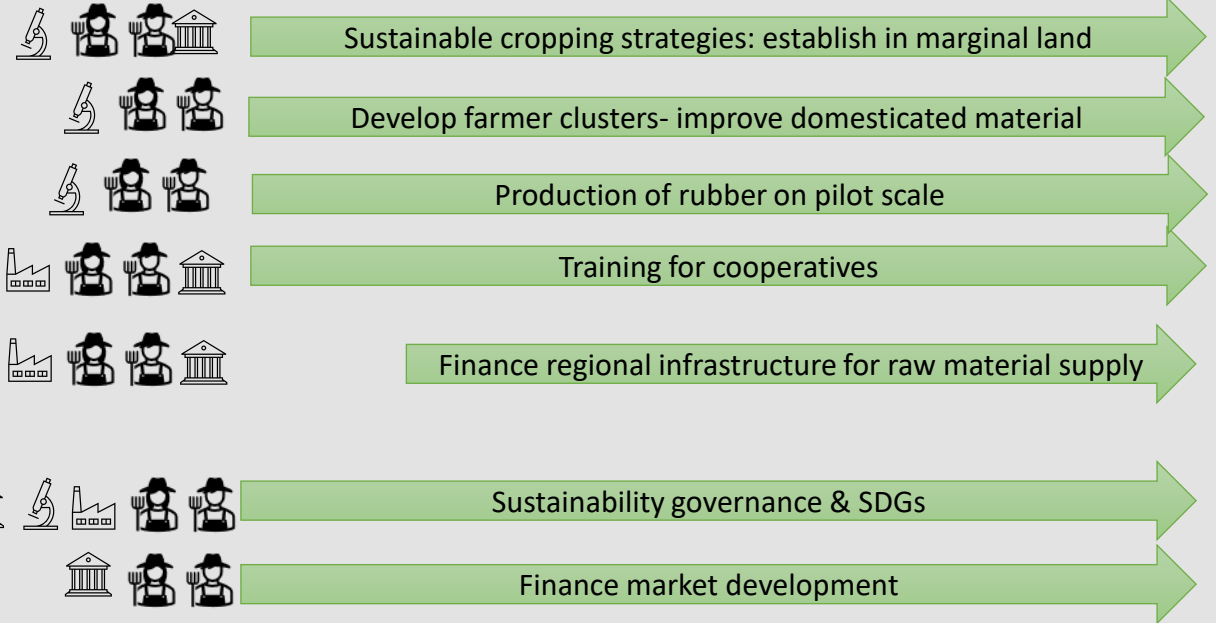 Sustainable cropping strategies: establish in marginal land
Develop farmer clusters- improve domesticated material
Production of rubber on pilot scale
Training for cooperatives
Finance regional infrastructure for raw material supply
Sustainability governance & SDGs
Finance market development